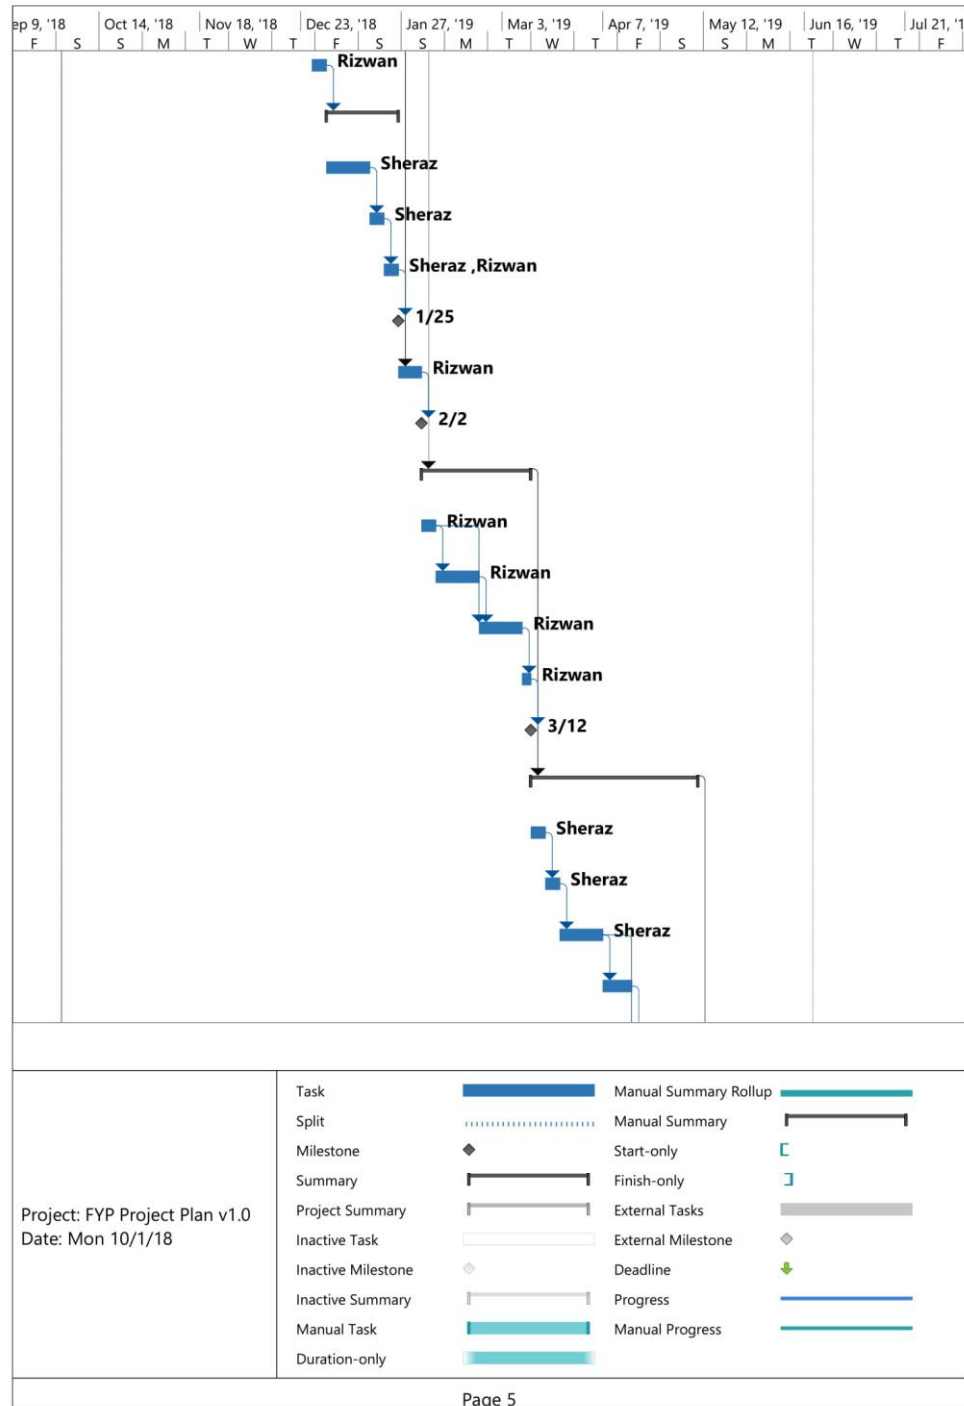 ep 9, '18 Oct 14, '18 Nov 18, '18 Dec 23, '18 Jan 27, '19 Mar 3, '19 Apr 7, '19 May 12, '19 Jun 16, '19 Jul 21, '1
F S S M T W T F S S M T W T F S S M T W T F
Rizwan
Sheraz
Sheraz
Sheraz ,Rizwan
1/25
Rizwan
2/2
Rizwan
Rizwan
Rizwan
Rizwan
3/12
Sheraz
Sheraz
Sheraz
Project: FYP Project Plan v1.0
Date: Mon 10/1/18
Task
Split
Milestone
Summary
Project Summary
Inactive Task
Inactive Milestone
Inactive Summary
Manual Task
Duration-only
Manual Summary Rollup
Manual Summary
Start-only
Finish-only
External Tasks
External Milestone
Deadline
Progress
Manual Progress
Page 5